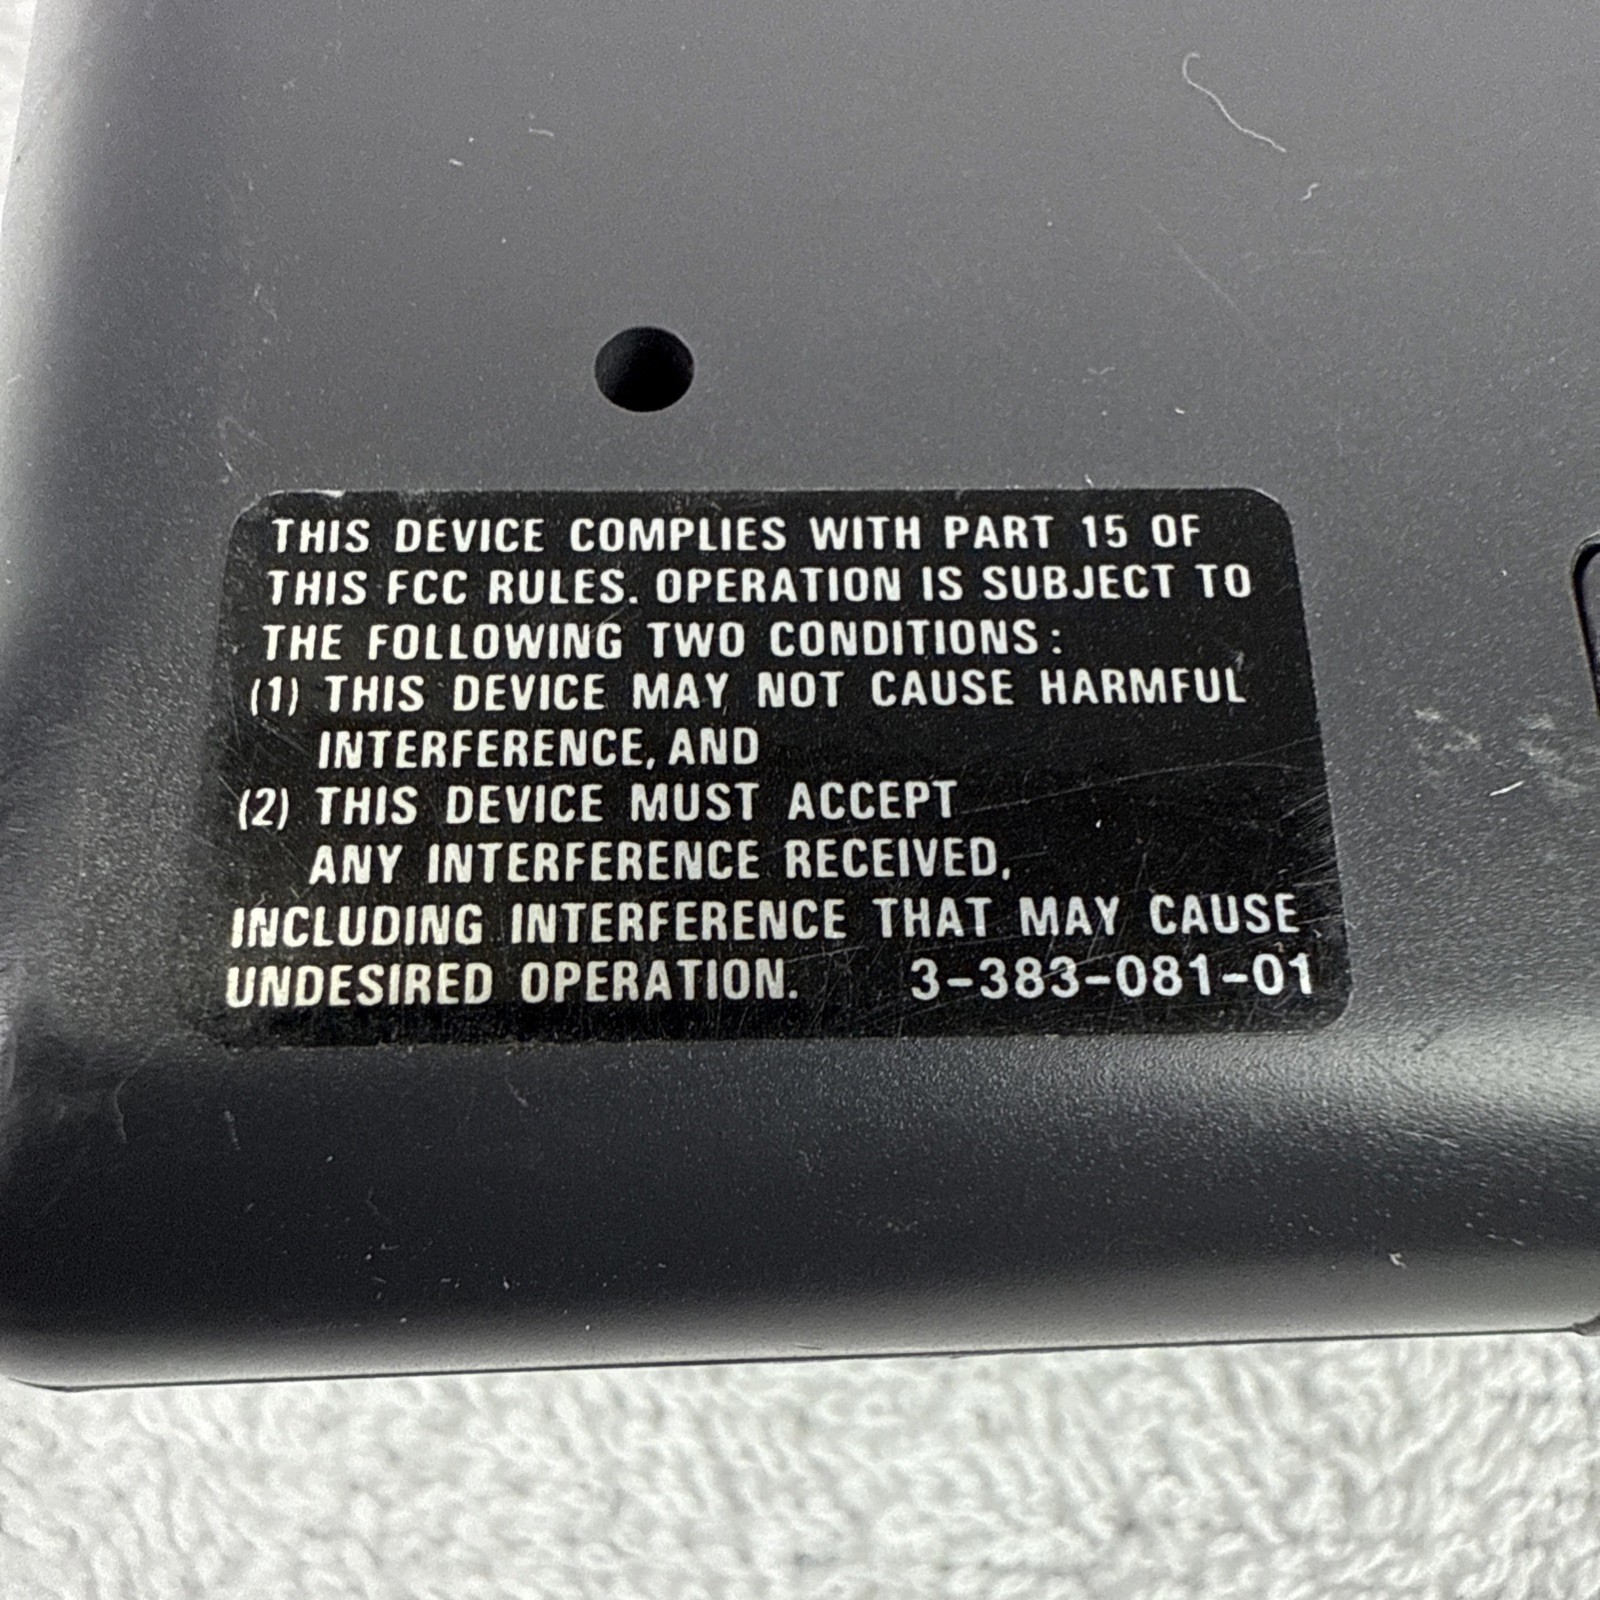 THIS DEVICE COMPLIES WITH PART 15 OF
THIS FCC RULES. OPERATION IS SUBJECT TO
THE FOLLOWING TWO CONDITIONS:
(1) THIS DEVICE MAY NOT CAUSE HARMFUL
INTERFERENCE, AND
(2) THIS DEVICE MUST ACCEPT
ANY INTERFERENCE RECEIVED,
INCLUDING INTERFERENCE THAT MAY CAUSE
UNDESIRED OPERATION. 3-383-081-01